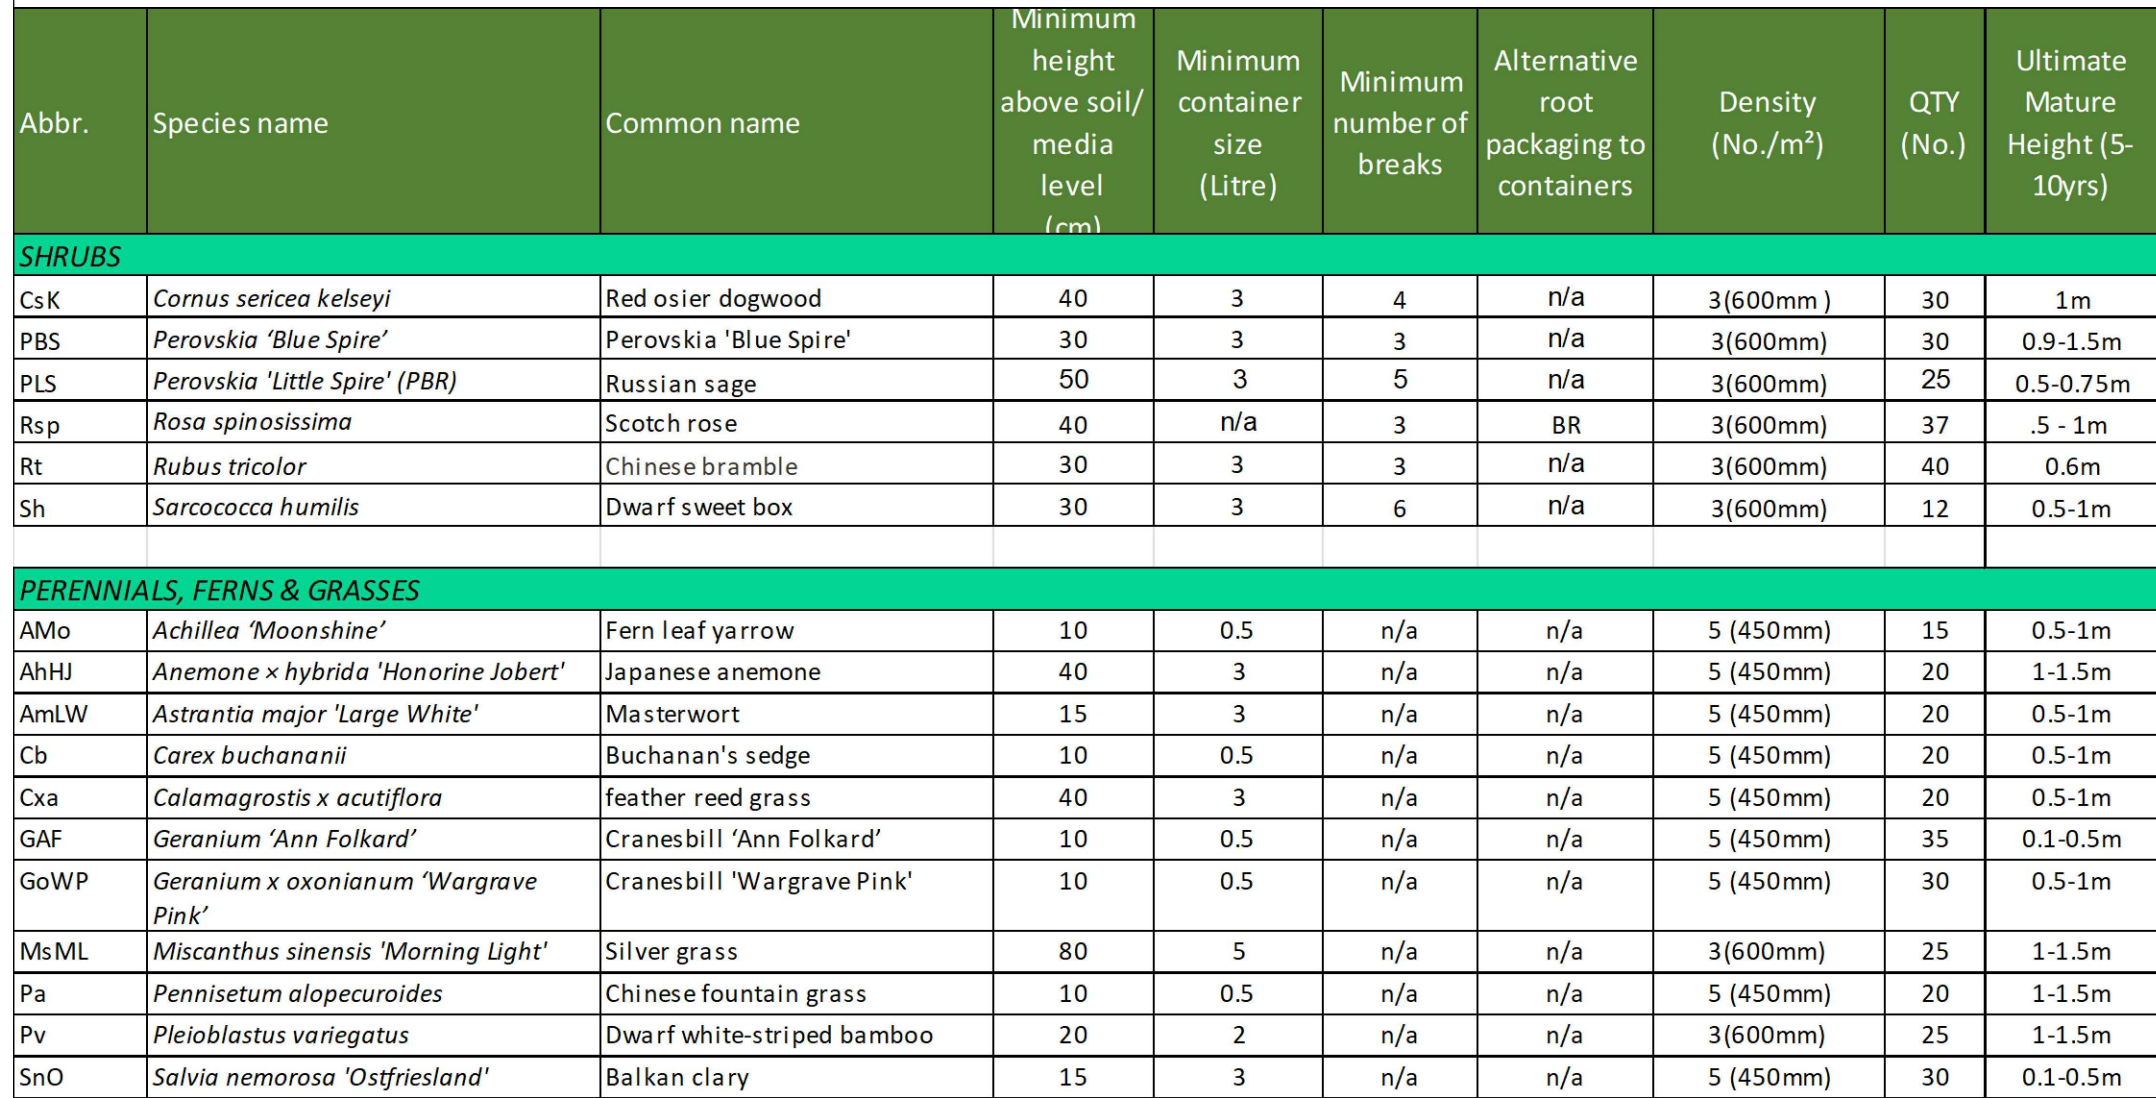 Abbr. Species name Common name Minimum height above soil/ media level (cm) Minimum container size (Litre) Minimum number of breaks Alternative root packaging to containers Density (No./m²) QTY (No.) Ultimate Mature Height (5-10yrs)
SHRUBS
CsK Cornus sericea kelseyi Red osier dogwood 40 3 4 n/a 3(600mm ) 30 1m
PBS Perovskia ‘Blue Spire’ Perovskia 'Blue Spire' 30 3 3 n/a 3(600mm) 30 0.9-1.5m
PLS Perovskia 'Little Spire' (PBR) Russian sage 50 3 5 n/a 3(600mm) 25 0.5-0.75m
Rsp Rosa spinosissima Scotch rose 40 n/a 3 BR 3(600mm) 37 .5 - 1m
Rt Rubus tricolor Chinese bramble 30 3 3 n/a 3(600mm) 40 0.6m
Sh Sarcococca humilis Dwarf sweet box 30 3 6 n/a 3(600mm) 12 0.5-1m
PERENNIALS, FERNS & GRASSES
AMo Achillea ‘Moonshine’ Fern leaf yarrow 10 0.5 n/a n/a 5 (450mm) 15 0.5-1m
AhHJ Anemone × hybrida 'Honorine Jobert' Japanese anemone 40 3 n/a n/a 5 (450mm) 20 1-1.5m
AmLW Astrantia major 'Large White' Masterwort 15 3 n/a n/a 5 (450mm) 20 0.5-1m
Cb Carex buchananii Buchanan's sedge 10 0.5 n/a n/a 5 (450mm) 20 0.5-1m
Cxa Calamagrostis x acutiflora feather reed grass 40 3 n/a n/a 5 (450mm) 20 0.5-1m
GAF Geranium ‘Ann Folkard’ Cranesbill ‘Ann Folkard’ 10 0.5 n/a n/a 5 (450mm) 35 0.1-0.5m
GoWP Geranium x oxonianum ‘Wargrave Pink’ Cranesbill 'Wargrave Pink' 10 0.5 n/a n/a 5 (450mm) 30 0.5-1m
MsML Miscanthus sinensis 'Morning Light' Silver grass 80 5 n/a n/a 3(600mm) 25 1-1.5m
Pa Pennisetum alopecuroides Chinese fountain grass 10 0.5 n/a n/a 5 (450mm) 20 1-1.5m
Pv Pleioblastus variegatus Dwarf white-striped bamboo 20 2 n/a n/a 3(600mm) 25 1-1.5m
SnO Salvia nemorosa 'Ostfriesland' Balkan clary 15 3 n/a n/a 5 (450mm) 30 0.1-0.5m